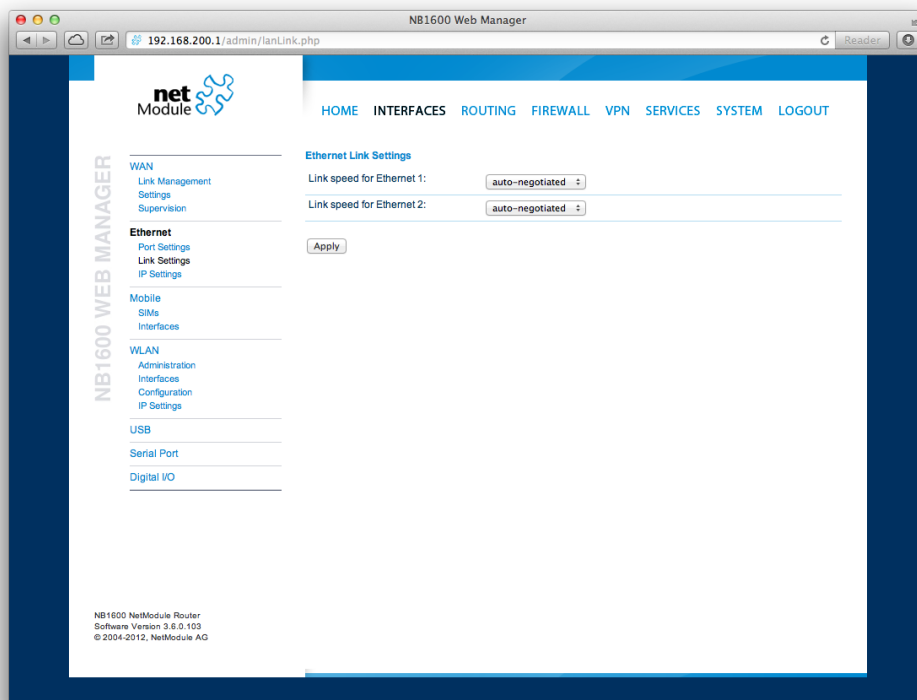 NB1600 Web Manager
192.168.200.1/admin/lanLink.php
Reader
net
Module
HOME INTERFACES ROUTING FIREWALL VPN SERVICES SYSTEM LOGOUT
NB1600 WEB MANAGER
WAN
Link Management
Settings
Supervision
Ethernet
Port Settings
Link Settings
IP Settings
Mobile
SIMs
Interfaces
WLAN
Administration
Interfaces
Configuration
IP Settings
USB
Serial Port
Digital I/O
Ethernet Link Settings
Link speed for Ethernet 1: auto-negotiated
Link speed for Ethernet 2: auto-negotiated
Apply
NB1600 NetModule Router
Software Version 3.6.0.103
© 2004-2012, NetModule AG